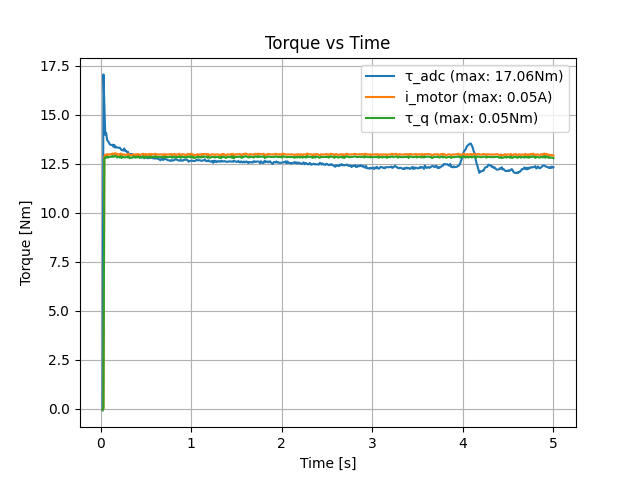 Torque vs Time
τ_adc (max: 17.06Nm)
i_motor (max: 0.05A)
τ_q (max: 0.05Nm)
Torque [Nm]
17.5
15.0
12.5
10.0
7.5
5.0
2.5
0.0
0 1 2 3 4 5
Time [s]